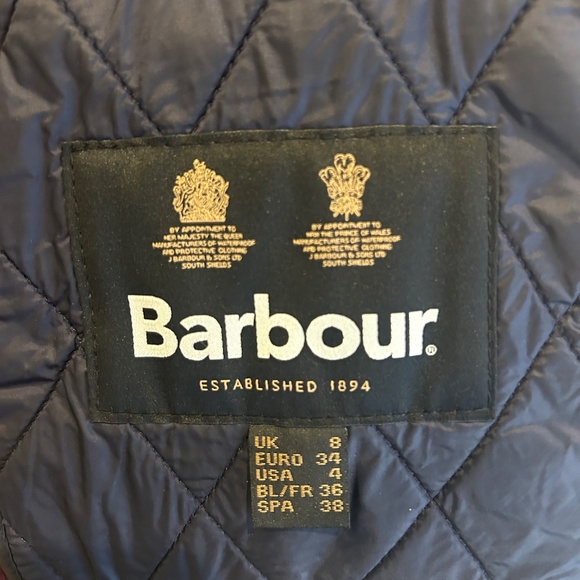 BY APPOINTMENT TO
HER MAJESTY THE QUEEN
MANUFACTURERS OF WATERPROOF
AND PROTECTIVE CLOTHING
J BARBOUR & SONS LTD
SOUTH SHIELDS
BY APPOINTMENT TO
HRH THE PRINCE OF WALES
MANUFACTURERS OF WATERPROOF
AND PROTECTIVE CLOTHING
J BARBOUR & SONS LTD
SOUTH SHIELDS
Barbour®
ESTABLISHED 1894
UK 8
EURO 34
USA 4
BL/FR 36
SPA 38